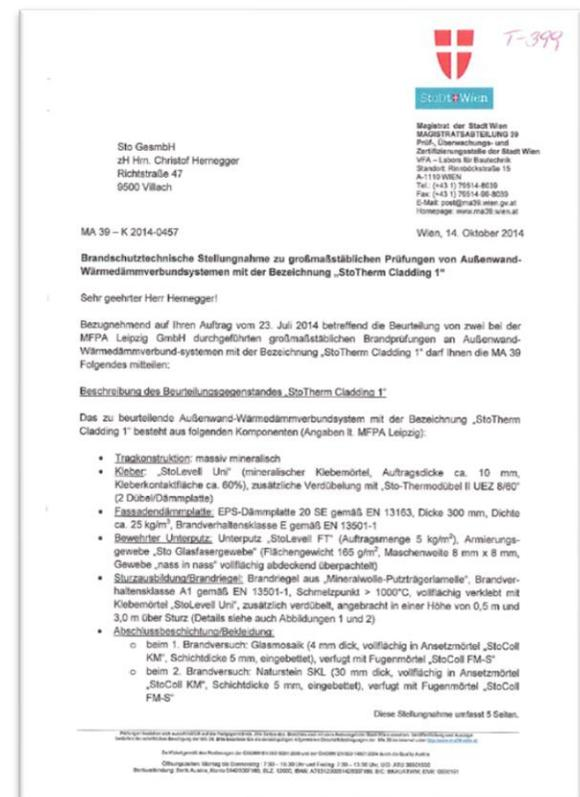 T-399
StaDt+Wien
Magistrat der Stadt Wien
MAGISTRATSABTEILUNG 39
Prüf-, Überwachungs- und
Zertifizierungsstelle der Stadt Wien
VFA – Labors für Bautechnik
Standort: Rinnböckstraße 15
A-1110 WIEN
Tel.: (+43 1) 79514-8039
Fax: (+43 1) 79514-99-8039
E-Mail: post@ma39.wien.gv.at
Homepage: www.ma39.wien.at
Sto GesmbH
zH Hrn. Christof Hernegger
Richtstraße 47
9500 Villach
MA 39 – K 2014-0457
Wien, 14. Oktober 2014
Brandschutztechnische Stellungnahme zu großmaßstäblichen Prüfungen von Außenwand-
Wärmedämmverbundsystemen mit der Bezeichnung „StoTherm Cladding 1“
Sehr geehrter Herr Hernegger!
Bezugnehmend auf Ihren Auftrag vom 23. Juli 2014 betreffend die Beurteilung von zwei bei der
MFPA Leipzig GmbH durchgeführten großmaßstäblichen Brandprüfungen an Außenwand-
Wärmedämmverbund-systemen mit der Bezeichnung „StoTherm Cladding 1“ darf Ihnen die MA 39
Folgendes mitteilen:
Beschreibung des Beurteilungsgegenstandes „StoTherm Cladding 1“
Das zu beurteilende Außenwand-Wärmedämmverbundsystem mit der Bezeichnung „StoTherm
Cladding 1“ besteht aus folgenden Komponenten (Angaben lt. MFPA Leipzig):
• Tragkonstruktion: massiv mineralisch
• Kleber: „StoLevell Uni“ (mineralischer Klebemörtel, Auftragsdicke ca. 10 mm,
Kleberkontaktfläche ca. 60%), zusätzliche Verdübelung mit „Sto-Thermodübel II UEZ 8/60“
(2 Dübel/Dämmplatte)
• Fassadendämmplatte: EPS-Dämmplatte 20 SE gemäß EN 13163, Dicke 300 mm, Dichte
ca. 25 kg/m³, Brandverhaltensklasse E gemäß EN 13501-1
• Bewehrter Unterputz: Unterputz „StoLevell FT“ (Auftragsmenge 5 kg/m²), Armierungs-
gewebe „Sto Glasfasergewebe“ (Flächengewicht 165 g/m², Maschenweite 8 mm x 8 mm,
Gewebe „nass in nass“ vollflächig abdeckend überspachtelt)
• Sturzausbildung/Brandriegel: Brandriegel aus „Mineralwolle-Putzträgerlamelle“, Brandver-
haltensklasse A1 gemäß EN 13501-1, Schmelzpunkt > 1000°C, vollflächig verklebt mit
Klebemörtel „StoLevell Uni“, zusätzlich verdübelt, angebracht in einer Höhe von 0,5 m und
3,0 m über Sturz (Details siehe auch Abbildungen 1 und 2)
• Abschlussbeschichtung/Bekleidung:
o beim 1. Brandversuch: Glasmosaik (4 mm dick, vollflächig in Ansetzmörtel „StoColl
KM“, Schichtdicke 5 mm, eingebettet), verfugt mit Fugenmörtel „StoColl FM-S“
o beim 2. Brandversuch: Naturstein SKL (30 mm dick, vollflächig in Ansetzmörtel
„StoColl KM“, Schichtdicke 5 mm, eingebettet), verfugt mit Fugenmörtel „StoColl
FM-S“
Diese Stellungnahme umfasst 5 Seiten.